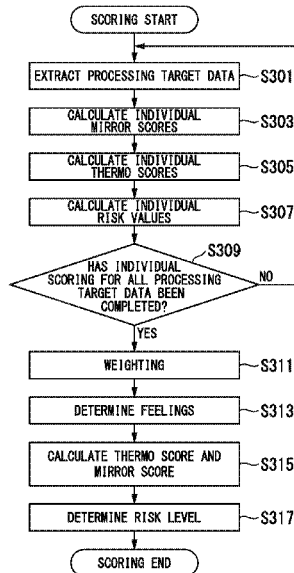 SCORING START
EXTRACT PROCESSING TARGET DATA
S301
CALCULATE INDIVIDUAL
MIRROR SCORES
S303
CALCULATE INDIVIDUAL
THERMO SCORES
S305
CALCULATE INDIVIDUAL
RISK VALUES
S307
S309
HAS INDIVIDUAL
SCORING FOR ALL PROCESSING
TARGET DATA BEEN
COMPLETED?
NO
YES
WEIGHTING
S311
DETERMINE FEELINGS
S313
CALCULATE THERMO SCORE AND
MIRROR SCORE
S315
DETERMINE RISK LEVEL
S317
SCORING END